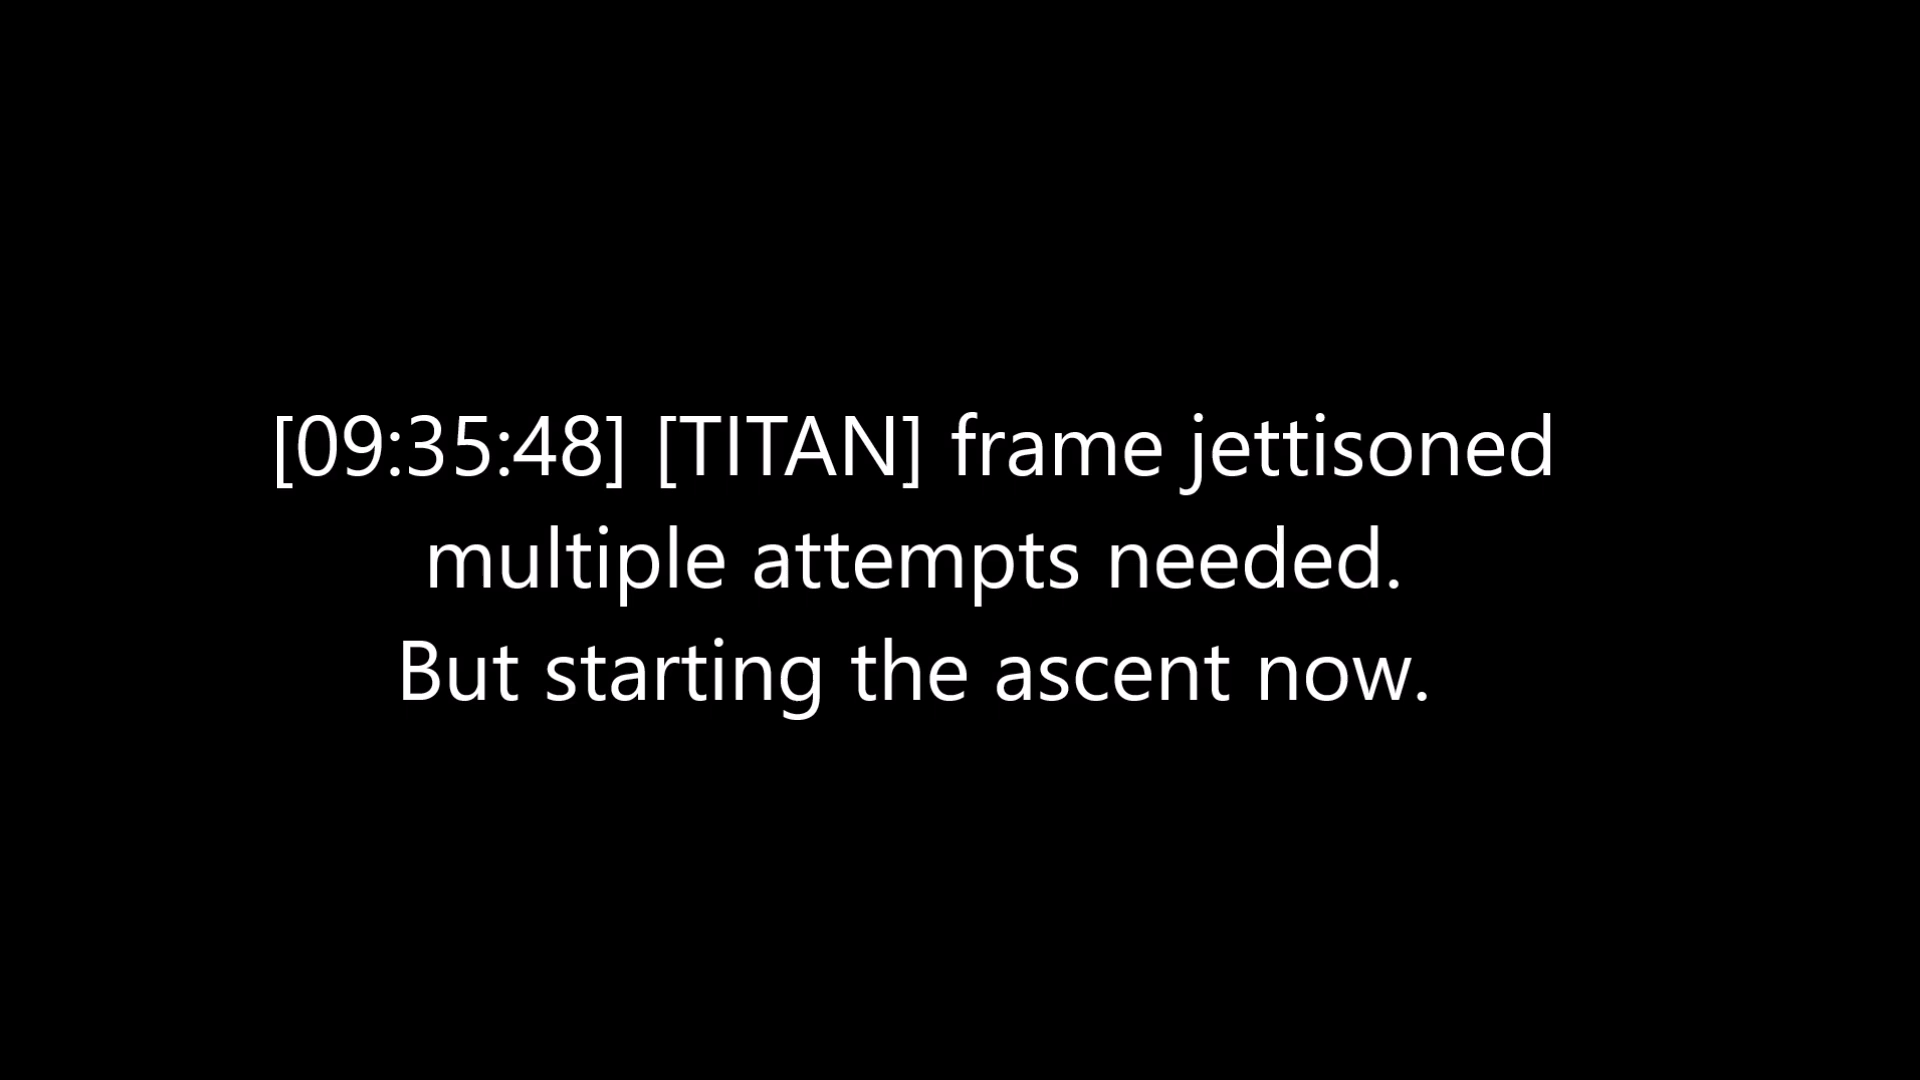 [09:35:48] [TITAN] frame jettisoned
multiple attempts needed.
But starting the ascent now.